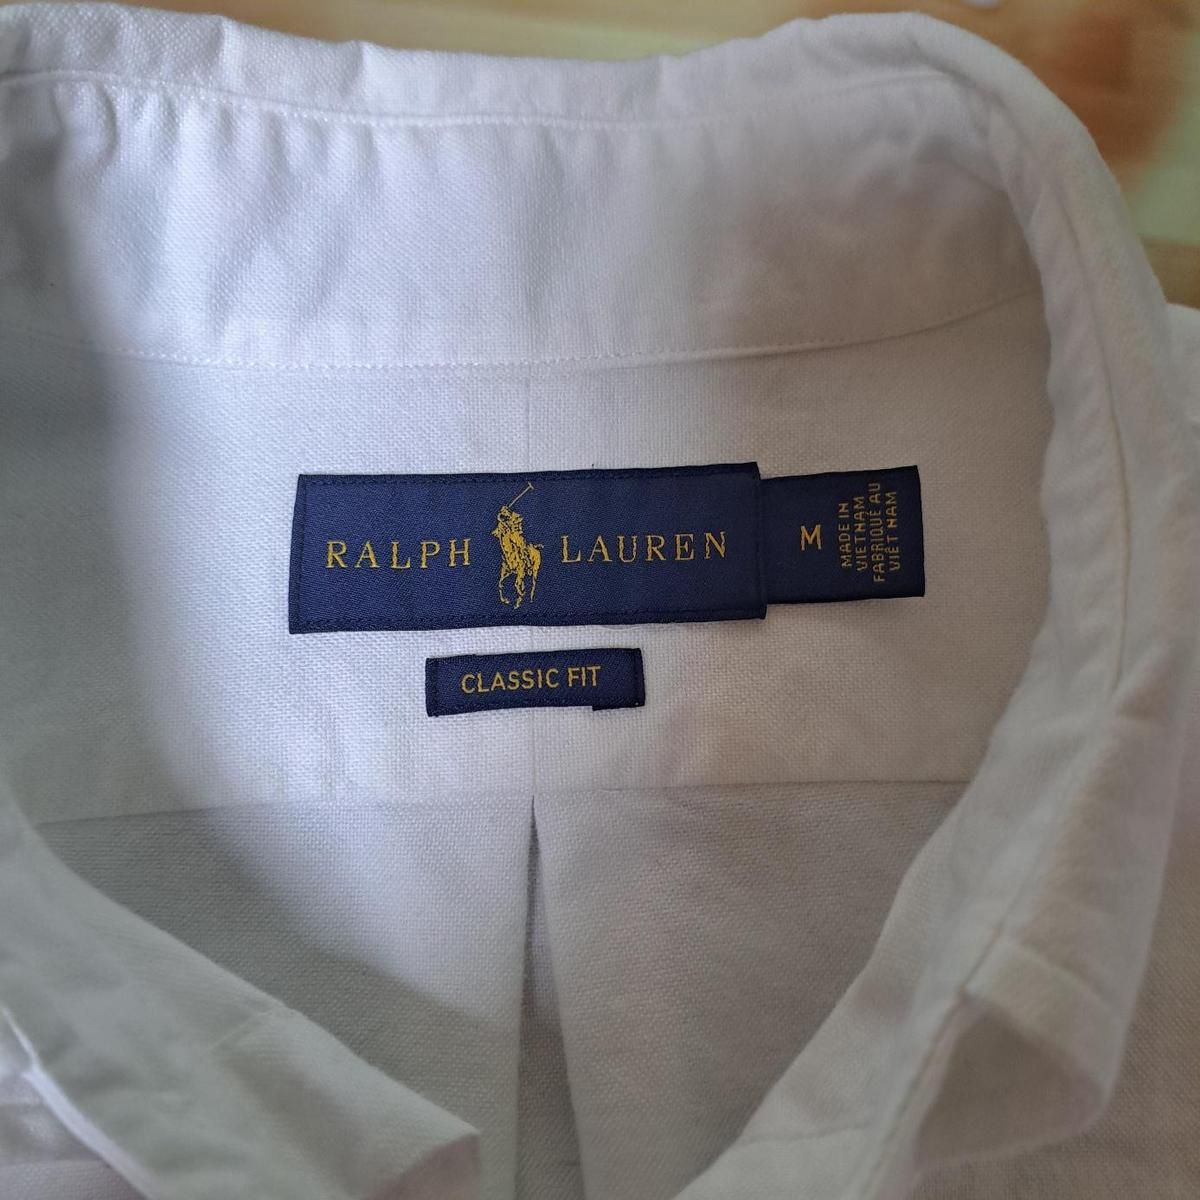 RALPH LAUREN
M
MADE IN
VIETNAM
FABRIQUÉ AU
VIÊT NAM
CLASSIC FIT